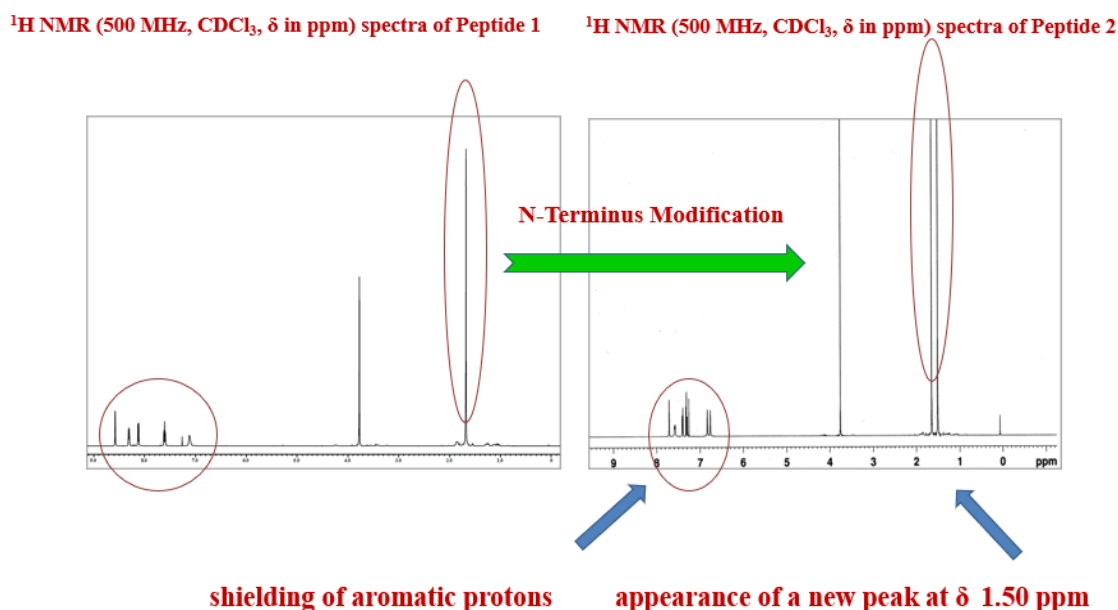 ¹H NMR (500 MHz, CDCl₃, δ in ppm) spectra of Peptide 1
¹H NMR (500 MHz, CDCl₃, δ in ppm) spectra of Peptide 2
N-Terminus Modification
9 8 7 6 5 4 3 2 1 0 ppm
shielding of aromatic protons
appearance of a new peak at δ 1.50 ppm